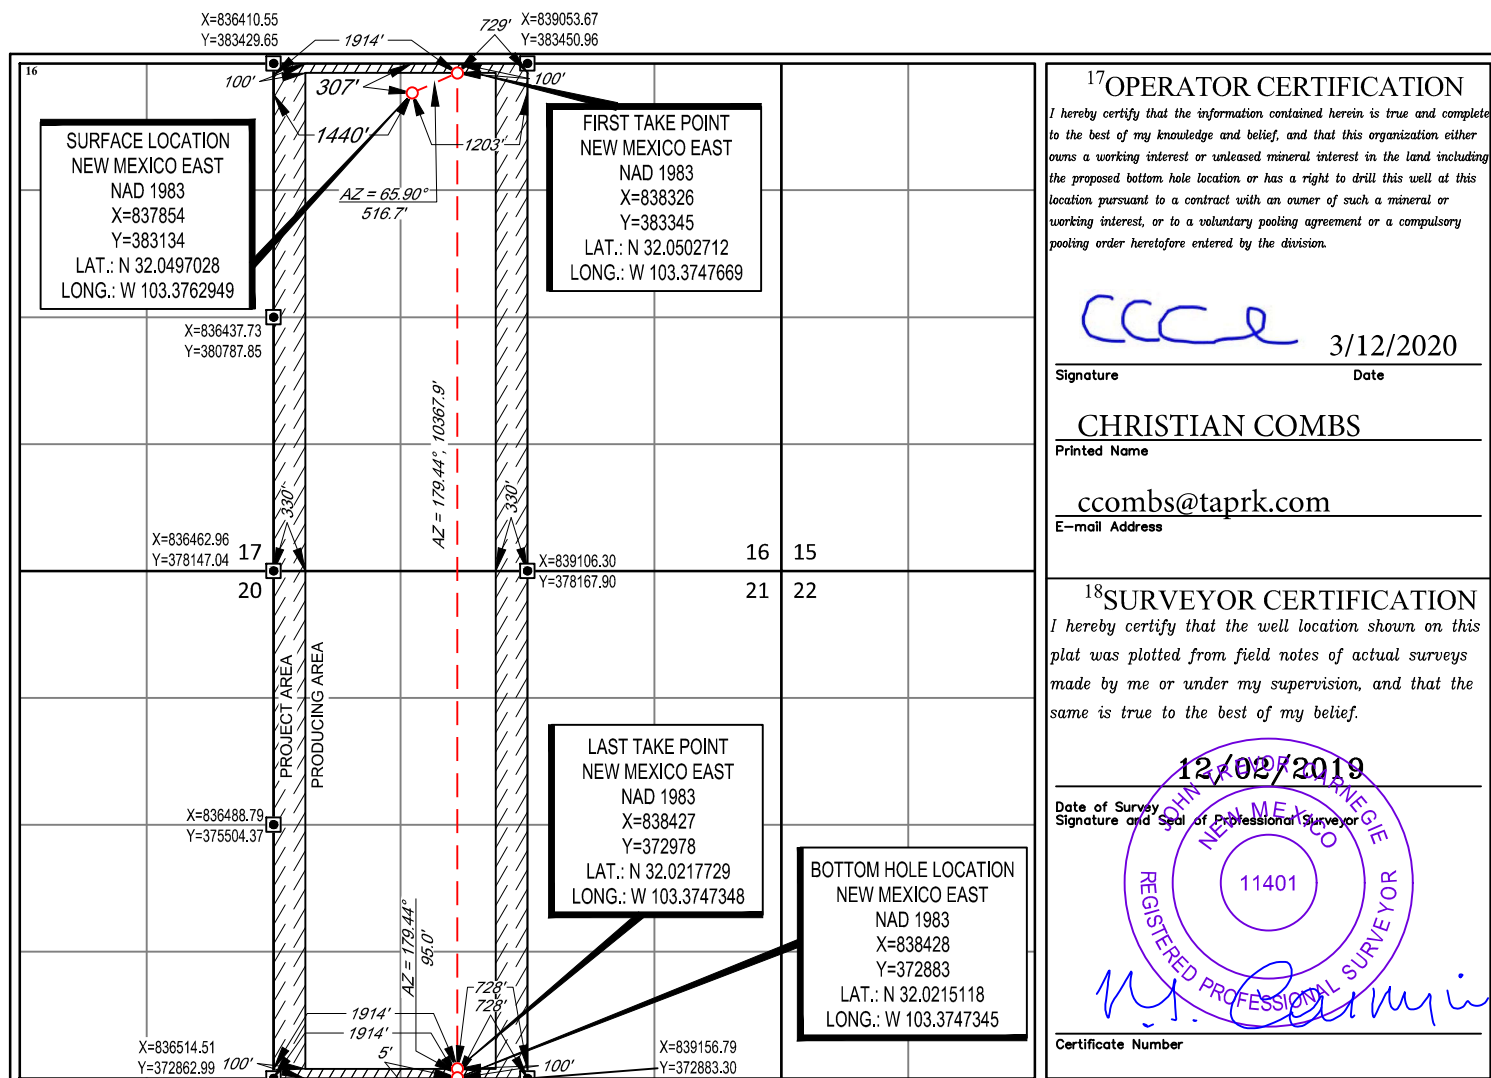 X=836410.55
Y=383429.65
1914'
729'
X=839053.67
Y=383450.96
16
100'
307'
100'
1440'
1203'
AZ = 65.90°
516.7'
SURFACE LOCATION
NEW MEXICO EAST
NAD 1983
X=837854
Y=383134
LAT.: N 32.0497028
LONG.: W 103.3762949
FIRST TAKE POINT
NEW MEXICO EAST
NAD 1983
X=838326
Y=383345
LAT.: N 32.0502712
LONG.: W 103.3747669
X=836437.73
Y=380787.85
AZ = 179.44°, 10367.9'
330'
330'
X=836462.96
Y=378147.04
17
20
X=839106.30
Y=378167.90
16
15
21
22
PROJECT AREA
PRODUCING AREA
X=836488.79
Y=375504.37
LAST TAKE POINT
NEW MEXICO EAST
NAD 1983
X=838427
Y=372978
LAT.: N 32.0217729
LONG.: W 103.3747348
BOTTOM HOLE LOCATION
NEW MEXICO EAST
NAD 1983
X=838428
Y=372883
LAT.: N 32.0215118
LONG.: W 103.3747345
AZ = 179.44°
95.0'
728'
728'
1914'
1914'
5'
X=836514.51
Y=372862.99
100'
100'
X=839156.79
Y=372883.30
17 OPERATOR CERTIFICATION
I hereby certify that the information contained herein is true and complete
to the best of my knowledge and belief, and that this organization either
owns a working interest or unleased mineral interest in the land including
the proposed bottom hole location or has a right to drill this well at this
location pursuant to a contract with an owner of such a mineral or
working interest, or to a voluntary pooling agreement or a compulsory
pooling order heretofore entered by the division.
3/12/2020
Signature Date
CHRISTIAN COMBS
Printed Name
ccombs@taprk.com
E-mail Address
18 SURVEYOR CERTIFICATION
I hereby certify that the well location shown on this
plat was plotted from field notes of actual surveys
made by me or under my supervision, and that the
same is true to the best of my belief.
12/02/2019
Date of Survey
Signature and Seal of Professional Surveyor
JOHN TREVOR CARNEGIE
NEW MEXICO
11401
REGISTERED PROFESSIONAL SURVEYOR
Certificate Number